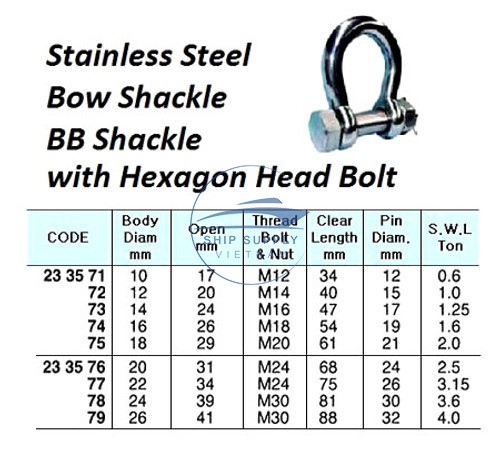 Stainless Steel
Bow Shackle
BB Shackle
with Hexagon Head Bolt
CODE Body Diam mm Open mm Thread Bolt & Nut Clear Length mm Pin Diam. mm S.W.L Ton
SHIP SUPPLY
VIETNAM
23 35 71 10 17 M12 34 12 0.6
72 12 20 M14 40 15 1.0
73 14 24 M16 47 17 1.25
74 16 26 M18 54 19 1.6
75 18 29 M20 61 21 2.0
23 35 76 20 31 M24 68 24 2.5
77 22 34 M24 75 26 3.15
78 24 39 M30 81 30 3.6
79 26 41 M30 88 32 4.0